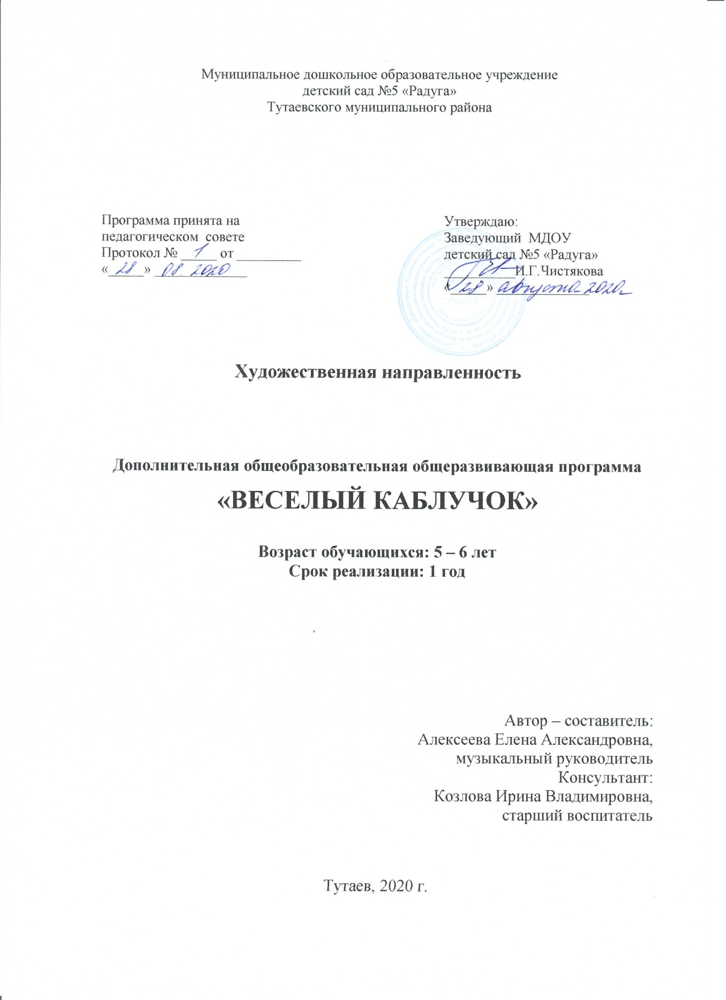 Муниципальное дошкольное образовательное учреждение
детский сад №5 «Радуга»
Тутаевского муниципального района
Программа принята на
педагогическом совете
Протокол № 1 от
«28» 08. 2020
Утверждаю:
Заведующий МДОУ
детский сад №5 «Радуга»
И.Г.Чистякова
«28» августа 2020г
Художественная направленность
Дополнительная общеобразовательная общеразвивающая программа
«ВЕСЕЛЫЙ КАБЛУЧОК»
Возраст обучающихся: 5 – 6 лет
Срок реализации: 1 год
Автор – составитель:
Алексеева Елена Александровна,
музыкальный руководитель
Консультант:
Козлова Ирина Владимировна,
старший воспитатель
Тутаев, 2020 г.